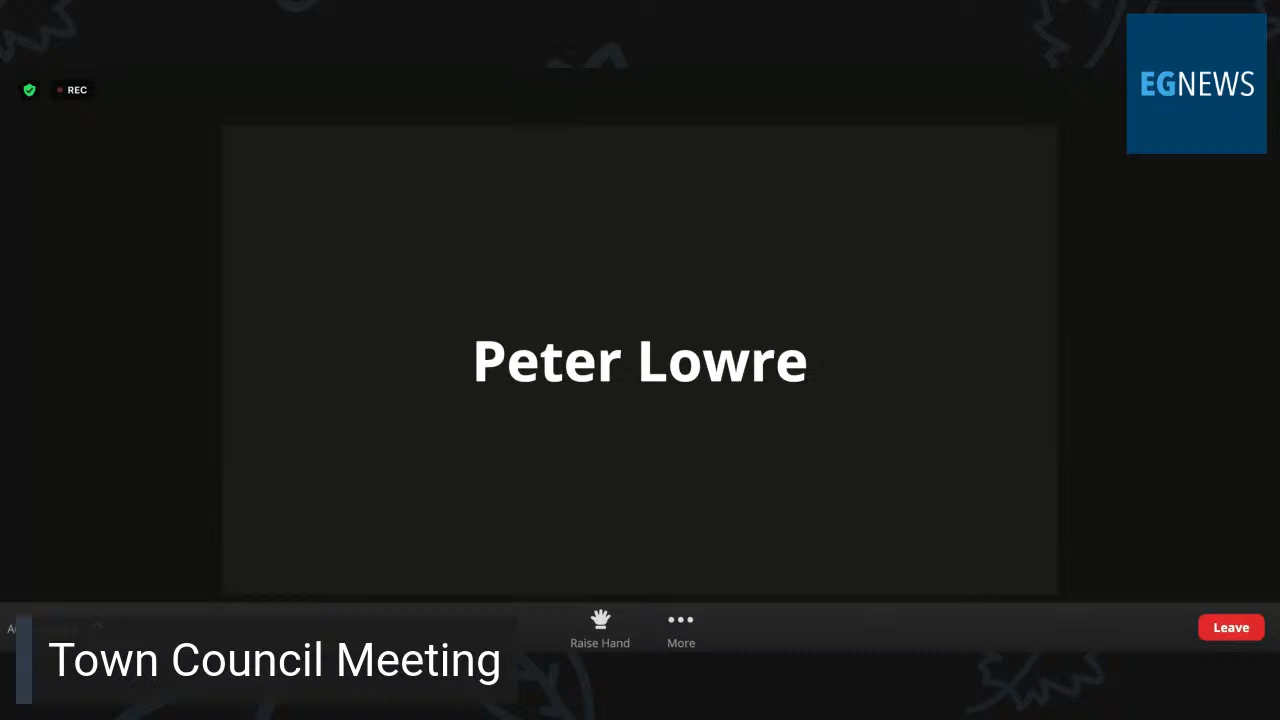 EGNEWS
REC
Peter Lowre
Raise Hand
More
Leave
Town Council Meeting